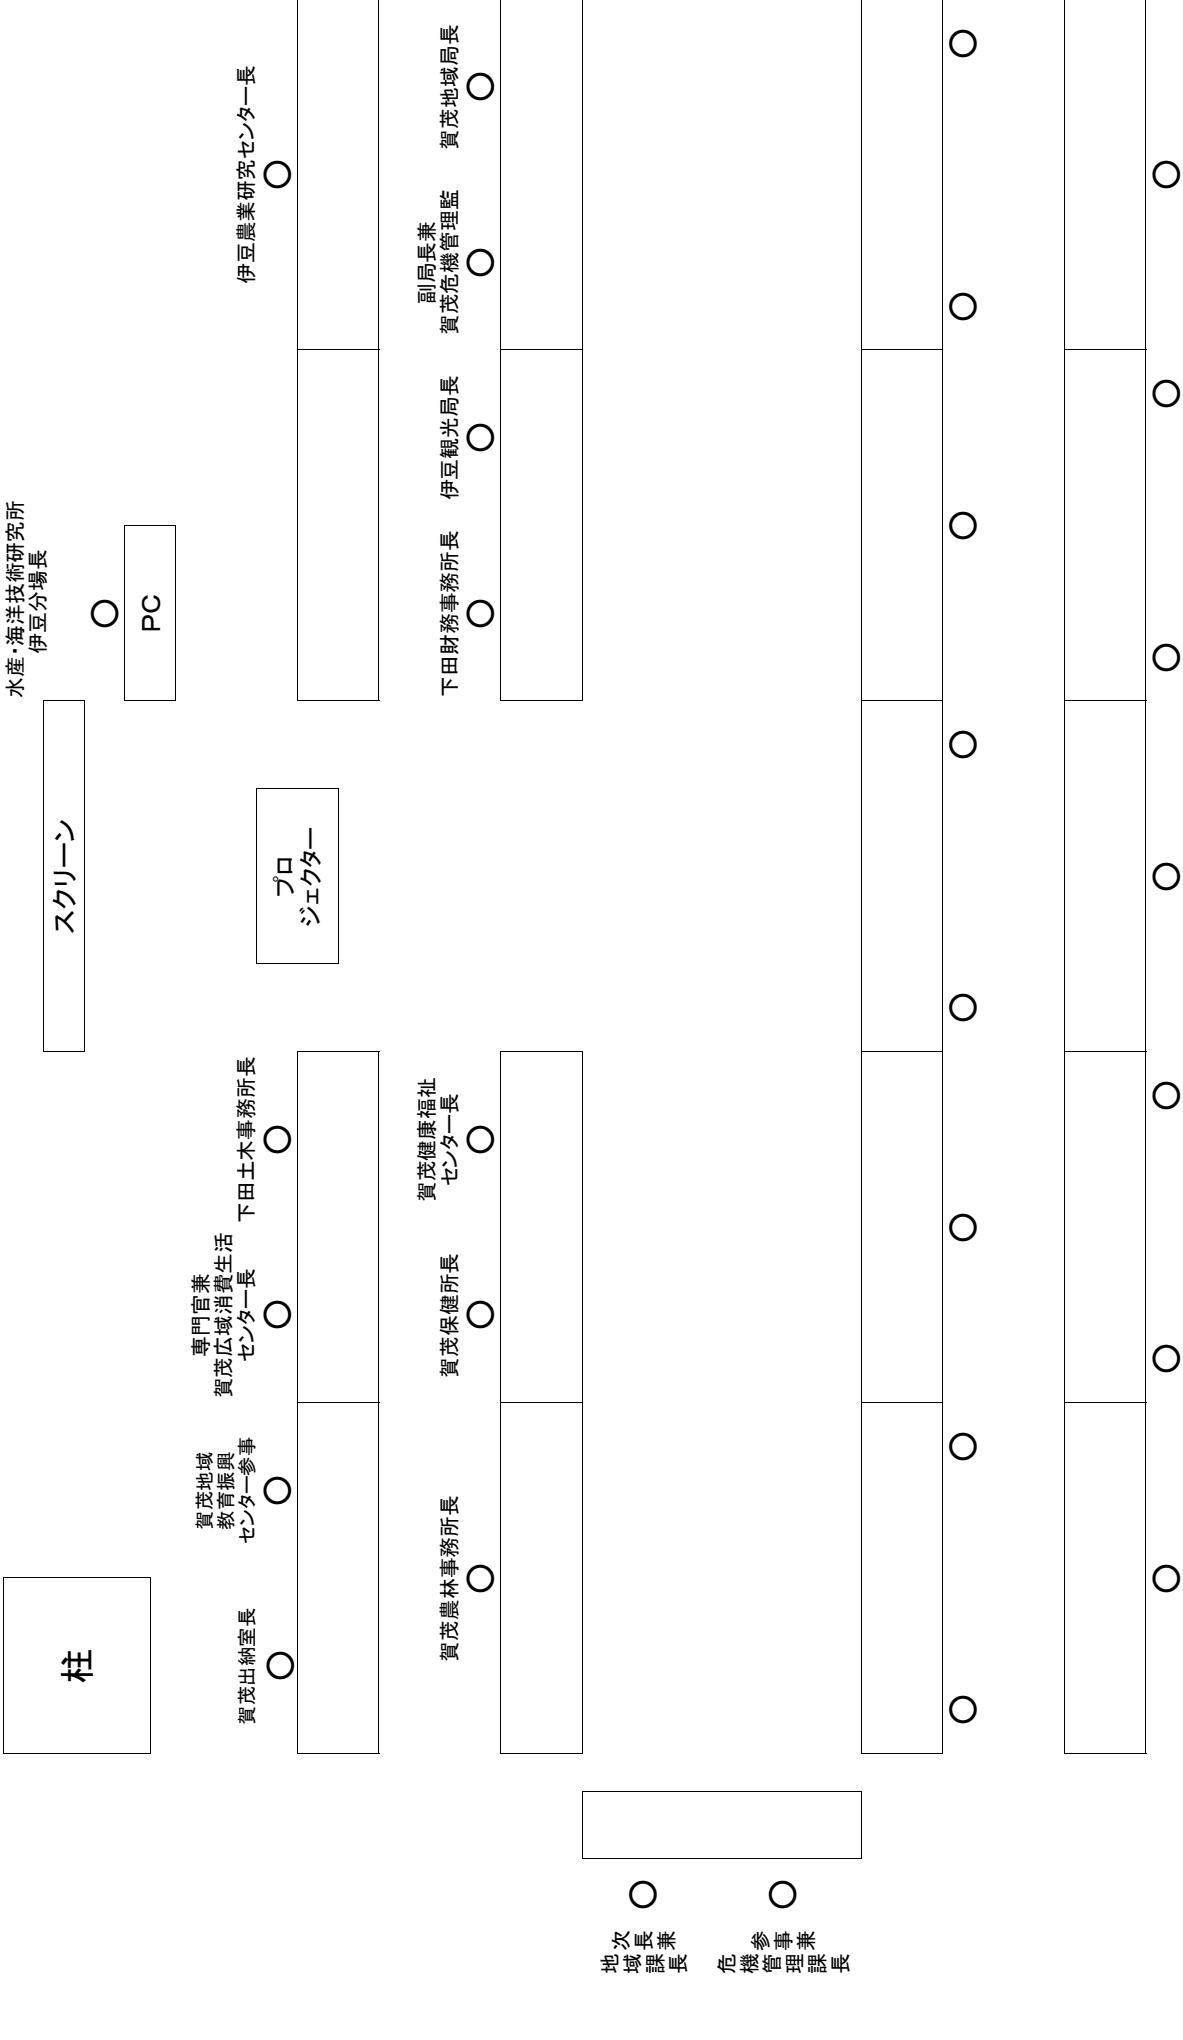 水産・海洋技術研究所
伊豆分場長
PC
スクリーン
プロ
ジェクター
柱
伊豆農業研究センター長
下田土木事務所長
専門官兼
賀茂広域消費生活
センター長
賀茂地域
教育振興
センター参事
賀茂出納室長
賀茂地域局長
副局長兼
賀茂危機管理監
伊豆観光局長
下田財務事務所長
賀茂健康福祉
センター長
賀茂保健所長
賀茂農林事務所長
次長兼
地域課長
参事兼
危機管理課長